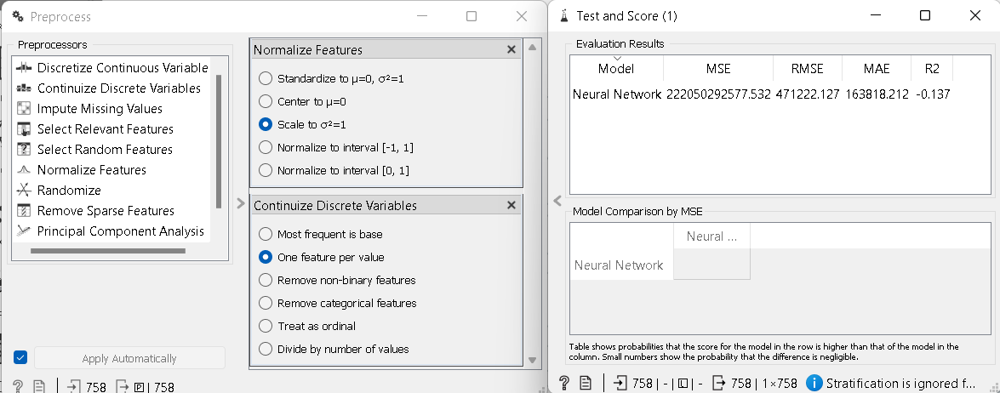 Preprocess
Preprocessors
Discretize Continuous Variable
Continuize Discrete Variables
Impute Missing Values
Select Relevant Features
Select Random Features
Normalize Features
Randomize
Remove Sparse Features
Principal Component Analysis
Apply Automatically
758
758
Normalize Features
Standardize to μ=0, σ²=1
Center to μ=0
Scale to σ²=1
Normalize to interval [-1, 1]
Normalize to interval [0, 1]
Continuize Discrete Variables
Most frequent is base
One feature per value
Remove non-binary features
Remove categorical features
Treat as ordinal
Divide by number of values
Test and Score (1)
Evaluation Results
Model MSE RMSE MAE R2
Neural Network 222050292577.532 471222.127 163818.212 -0.137
Model Comparison by MSE
Neural ...
Neural Network
Table shows probabilities that the score for the model in the row is higher than that of the model in the
column. Small numbers show the probability that the difference is negligible.
758 | - | - 758 | 1×758 Stratification is ignored f...